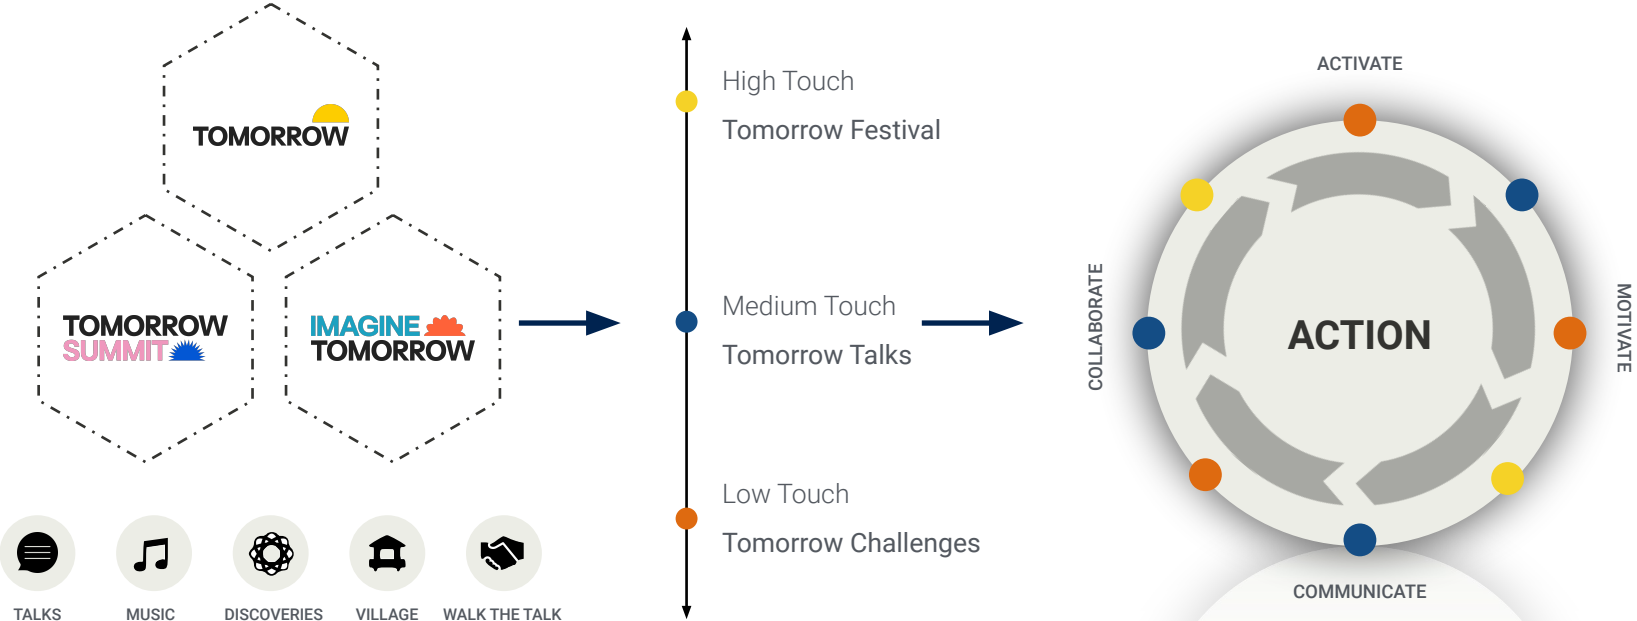 TOMORROW
TOMORROW
SUMMIT
IMAGINE
TOMORROW
TALKS
MUSIC
DISCOVERIES
VILLAGE
WALK THE TALK
High Touch
Tomorrow Festival
Medium Touch
Tomorrow Talks
Low Touch
Tomorrow Challenges
ACTIVATE
COLLABORATE
ACTION
MOTIVATE
COMMUNICATE